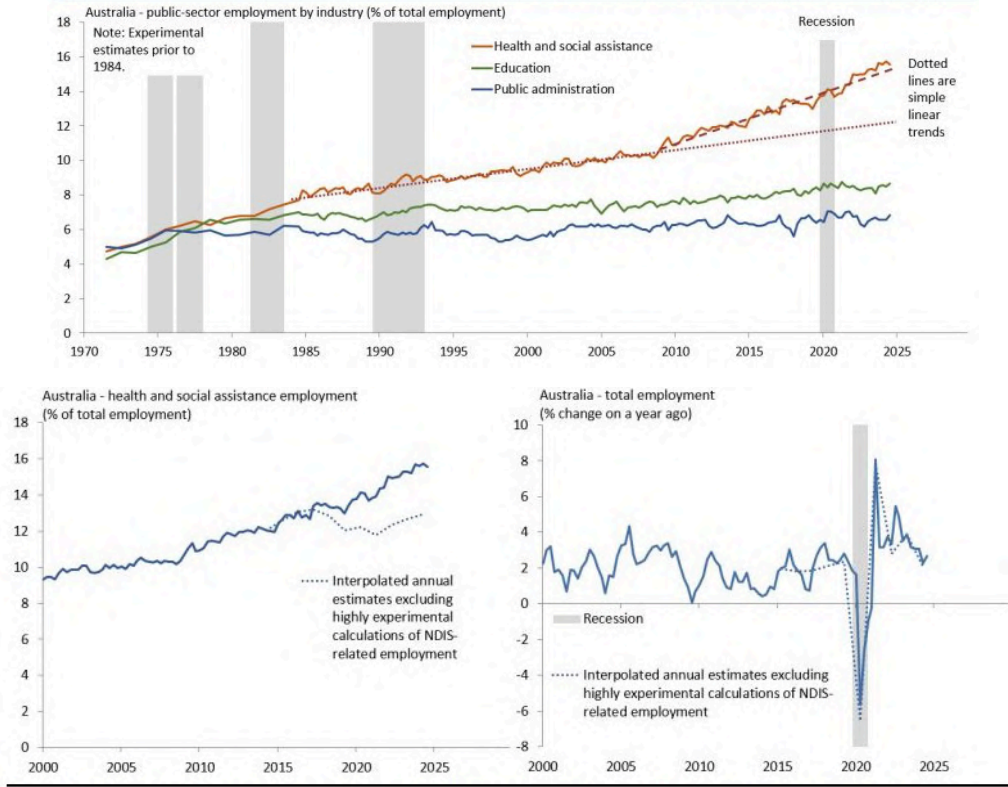 Australia - public-sector employment by industry (% of total employment)
18
16
14
12
10
8
6
4
2
0
Note: Experimental
estimates prior to
1984.
Health and social assistance
Education
Public administration
Recession
Dotted
lines are
simple
linear
trends
1970
1975
1980
1985
1990
1995
2000
2005
2010
2015
2020
2025
Australia - health and social assistance employment
(% of total employment)
18
16
14
12
10
8
6
4
2
0
Interpolated annual
estimates excluding
highly experimental
calculations of NDIS-
related employment
2000
2005
2010
2015
2020
2025
Australia - total employment
(% change on a year ago)
10
8
6
4
2
0
-2
-4
-6
-8
Recession
Interpolated annual estimates excluding
highly experimental calculations of NDIS-
related employment
2000
2005
2010
2015
2020
2025